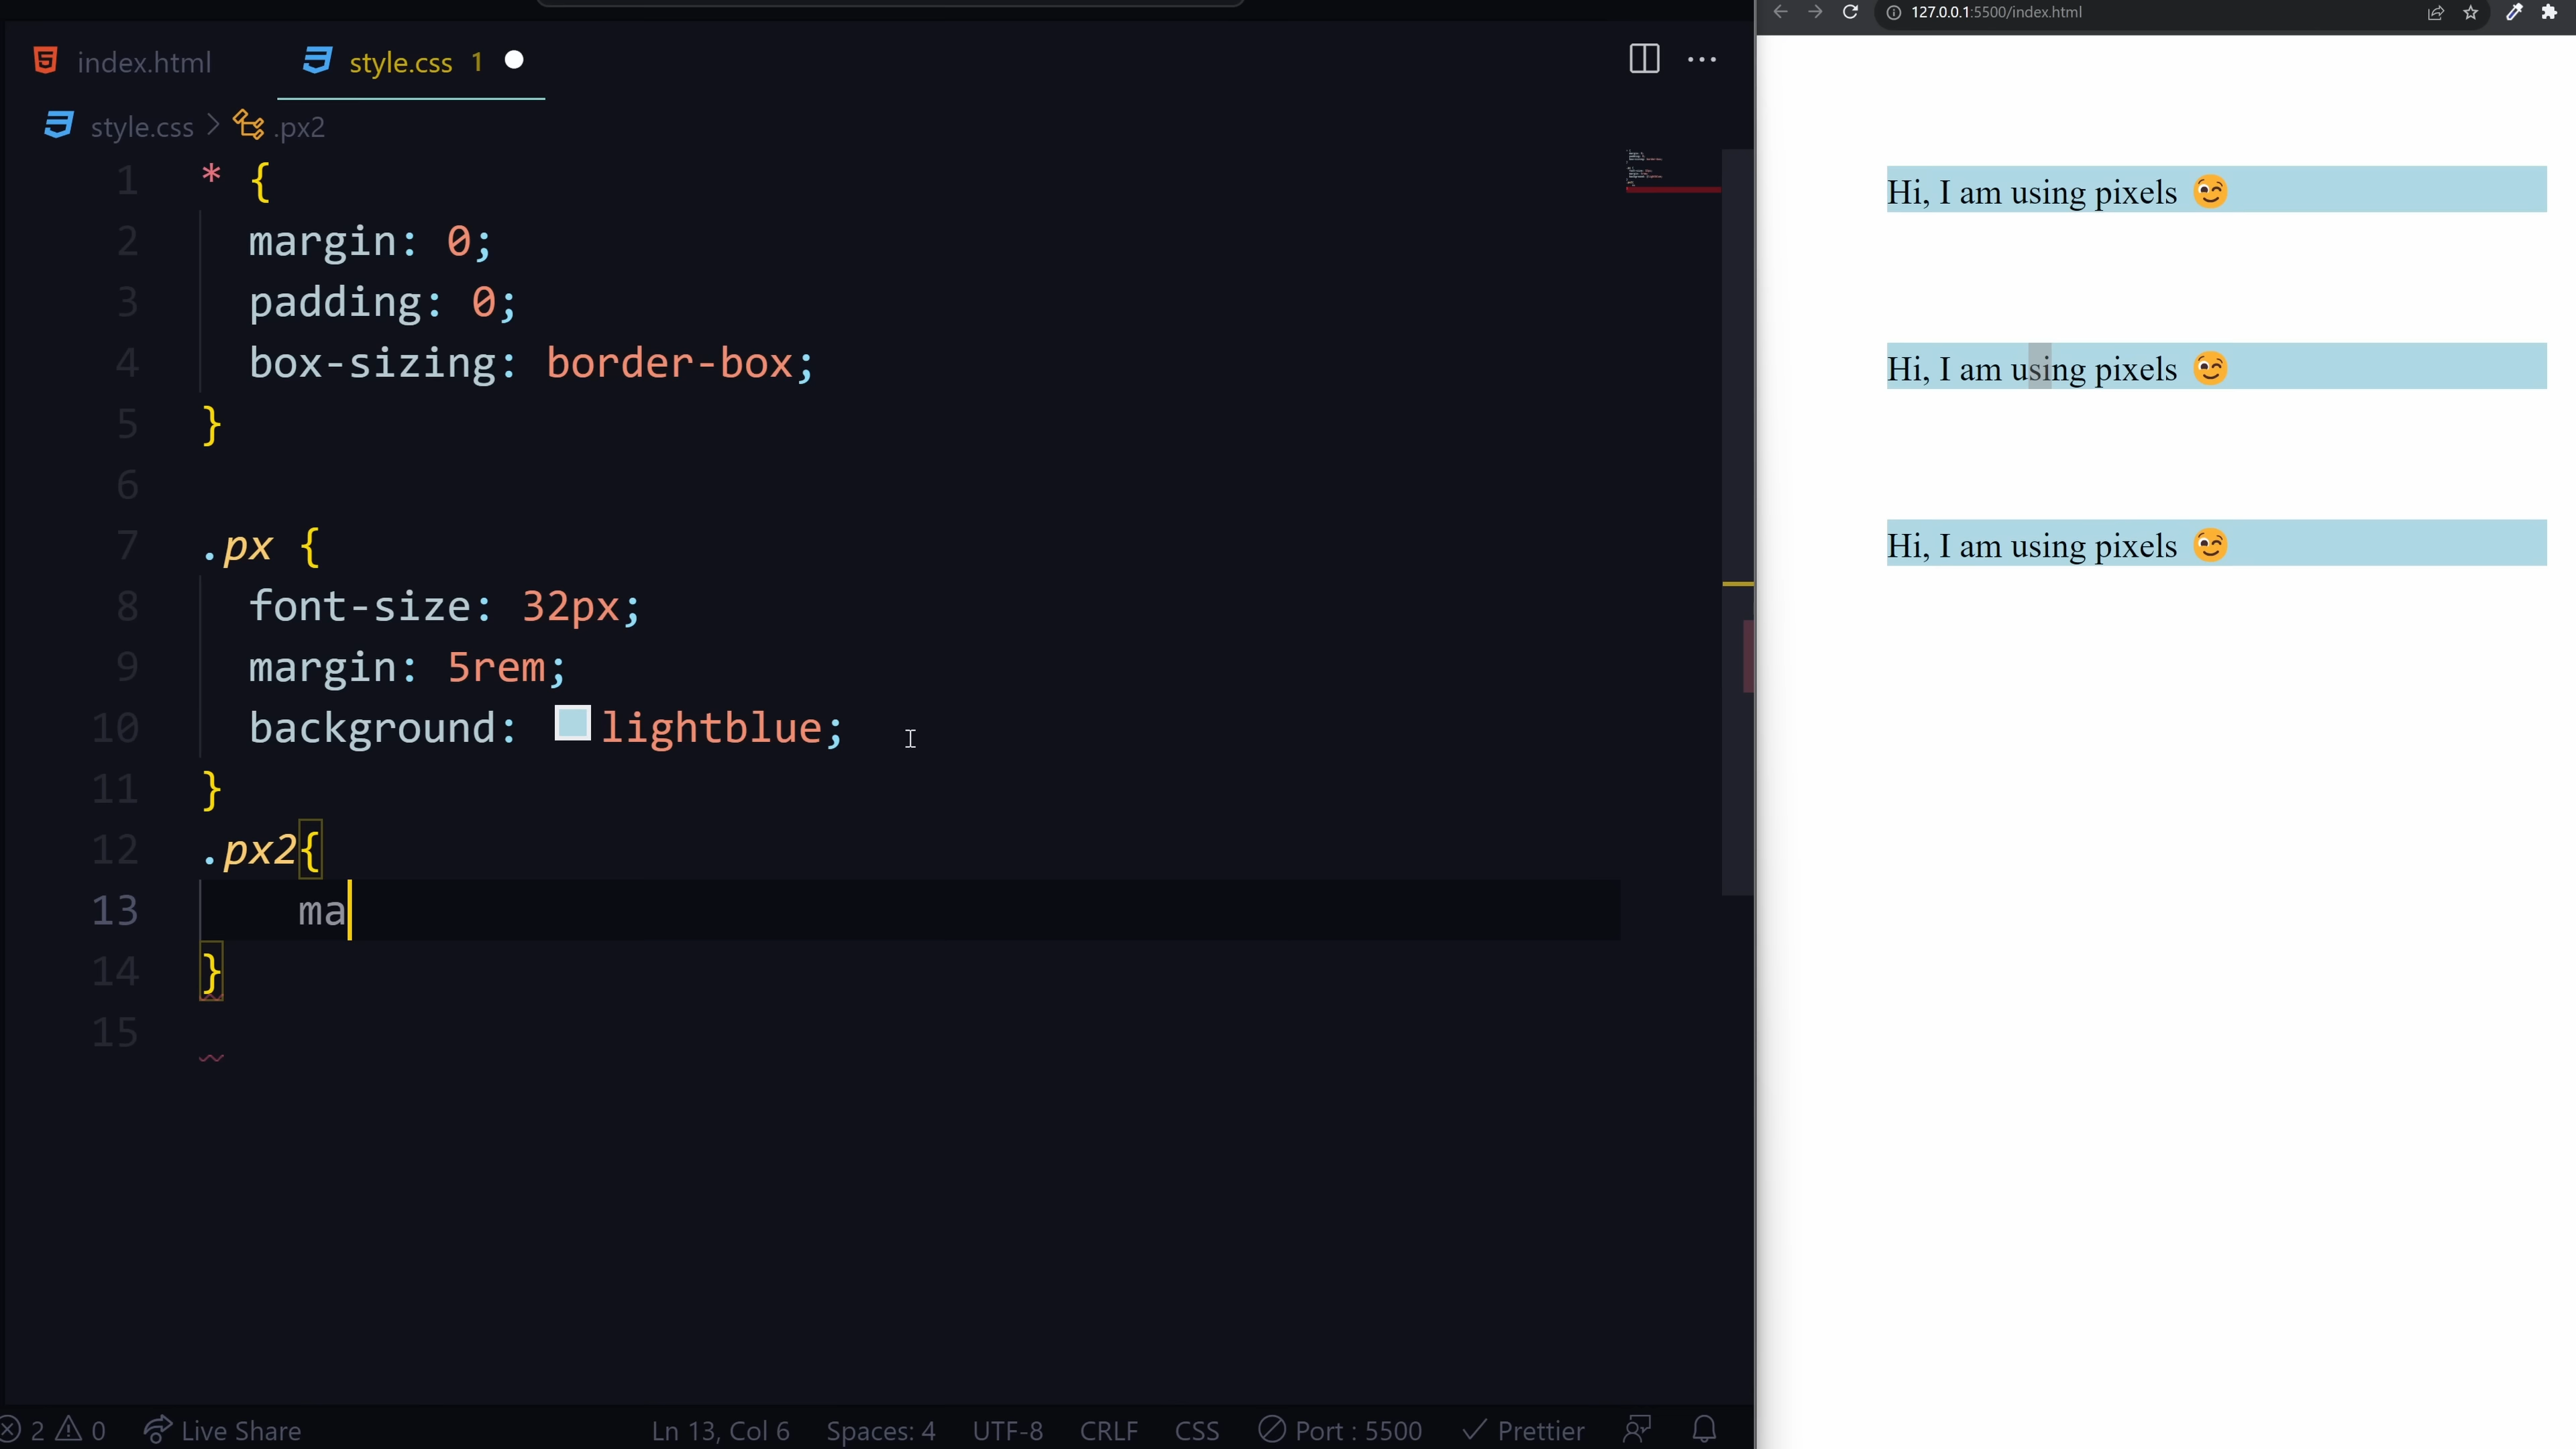 index.html
style.css 1
style.css > .px2
1 * {
2 margin: 0;
3 padding: 0;
4 box-sizing: border-box;
5 }
6
7 .px {
8 font-size: 32px;
9 margin: 5rem;
10 background: lightblue;
11 }
12 .px2{
13 ma
14 }
15
2 0 Live Share Ln 13, Col 6 Spaces: 4 UTF-8 CRLF CSS Port : 5500 Prettier
127.0.0.1:5500/index.html
Hi, I am using pixels 😉
Hi, I am using pixels 😉
Hi, I am using pixels 😉